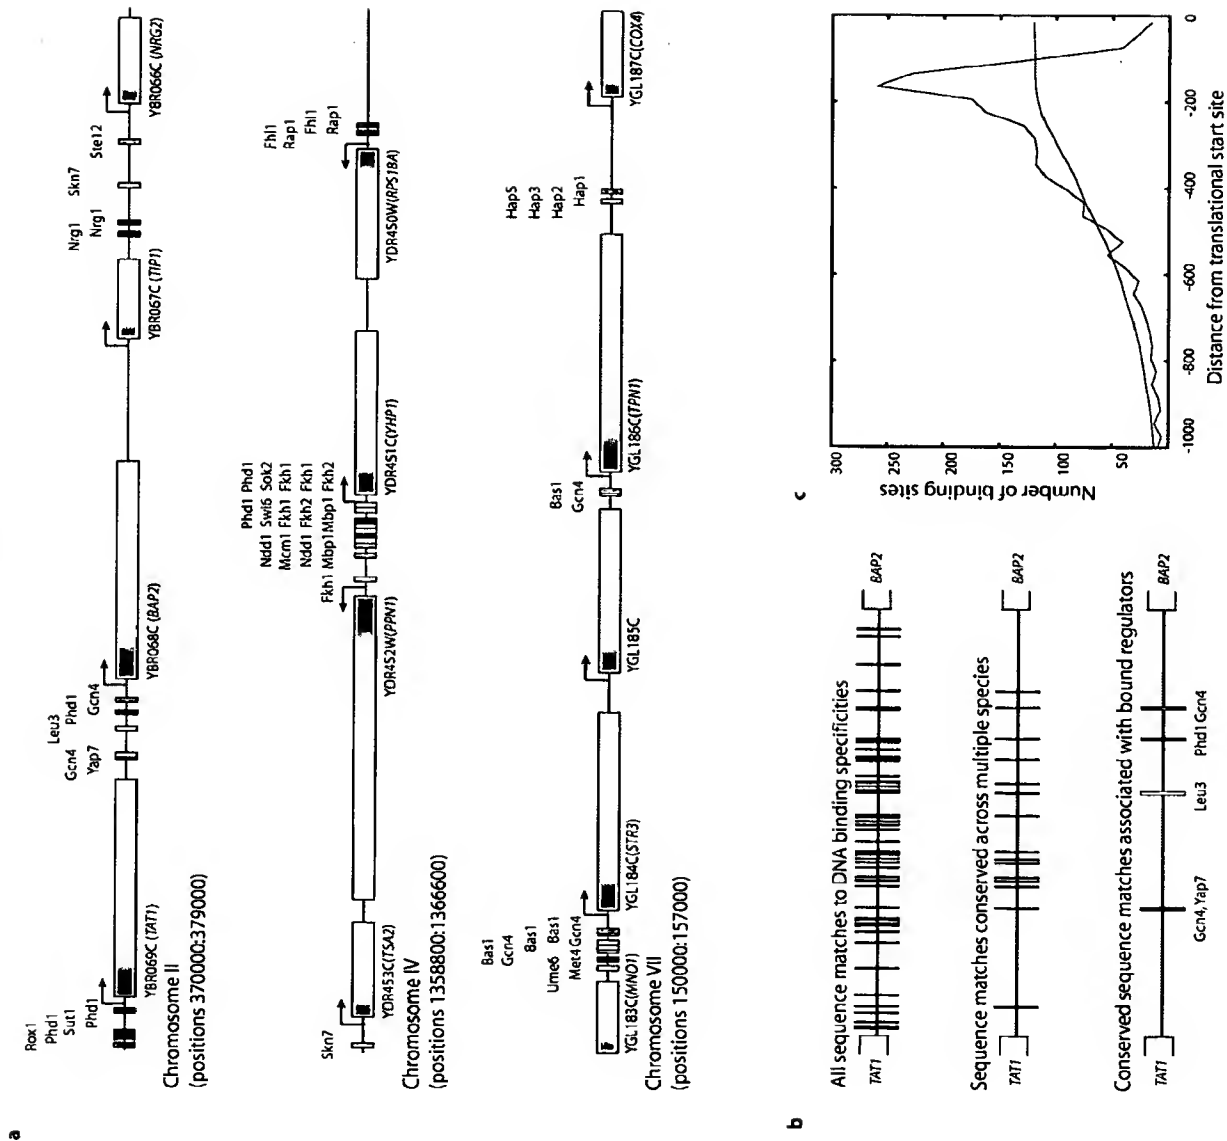 a
Rox1
Phd1
Sut1
Phd1
YBR069C (TAT1)
Gcn4
Yap7
Leu3
Phd1
Gcn4
YBR068C (BAP2)
YBR067C (TIP1)
Nrg1
Nrg1
Skn7
Ste12
YBR066C (NRG2)
Chromosome II
(positions 370000:379000)
Skn7
YDR453C(TSA2)
YDR452W(PPN1)
Phd1 Phd1
Ndd1 Swi6 Sok2
Mcm1 Fkh1 Fkh1
Ndd1 Fkh2 Fkh1
Fkh1 Mbp1Mbp1 Fkh2
YDR451C(YHP1)
YDR450W(RPS18A)
Fhl1
Rap1
Fhl1
Rap1
Chromosome IV
(positions 1358800:1366600)
YGL183C(MND1)
Bas1
Gcn4
Bas1
Ume6 Bas1
Met4 Gcn4
YGL184C(STR3)
YGL185C
Bas1
Gcn4
YGL186C(TPN1)
Hap5
Hap3
Hap2
Hap1
YGL187C(COX4)
Chromosome VII
(positions 150000:157000)
b
All sequence matches to DNA binding specificities
TAT1
BAP2
Sequence matches conserved across multiple species
TAT1
BAP2
Conserved sequence matches associated with bound regulators
TAT1
BAP2
Gcn4, Yap7
Leu3
Phd1 Gcn4
c
Number of binding sites
300
250
200
150
100
50
-1000
-800
-600
-400
-200
0
Distance from translational start site